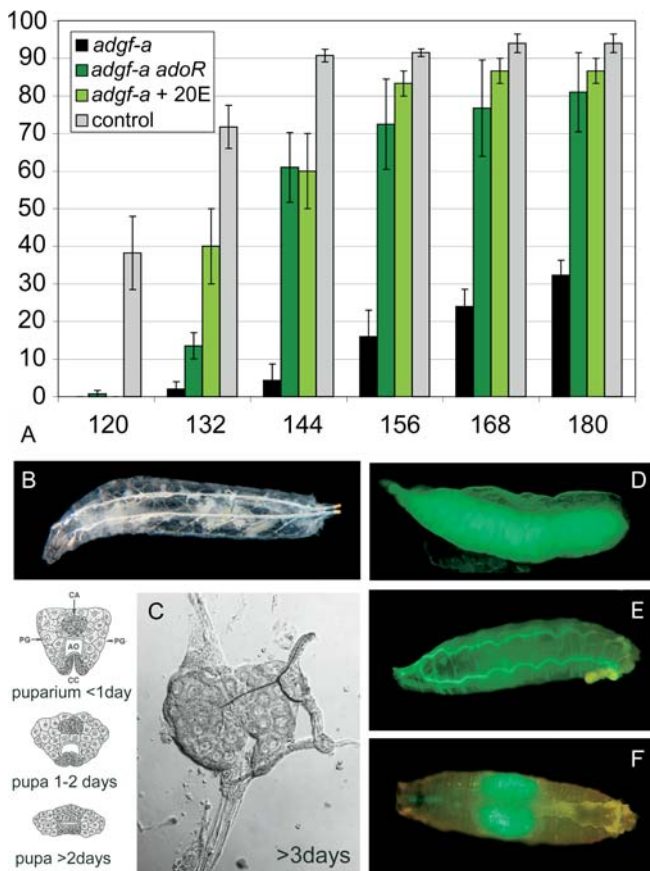 100
90
80
70
60
50
40
30
20
10
0
adgf-a
adgf-a adoR
adgf-a + 20E
control
120 132 144 156 168 180
A
B
D
CA
PG PG
AO
CC
puparium <1day
C
E
pupa 1-2 days
F
pupa >2days
>3days